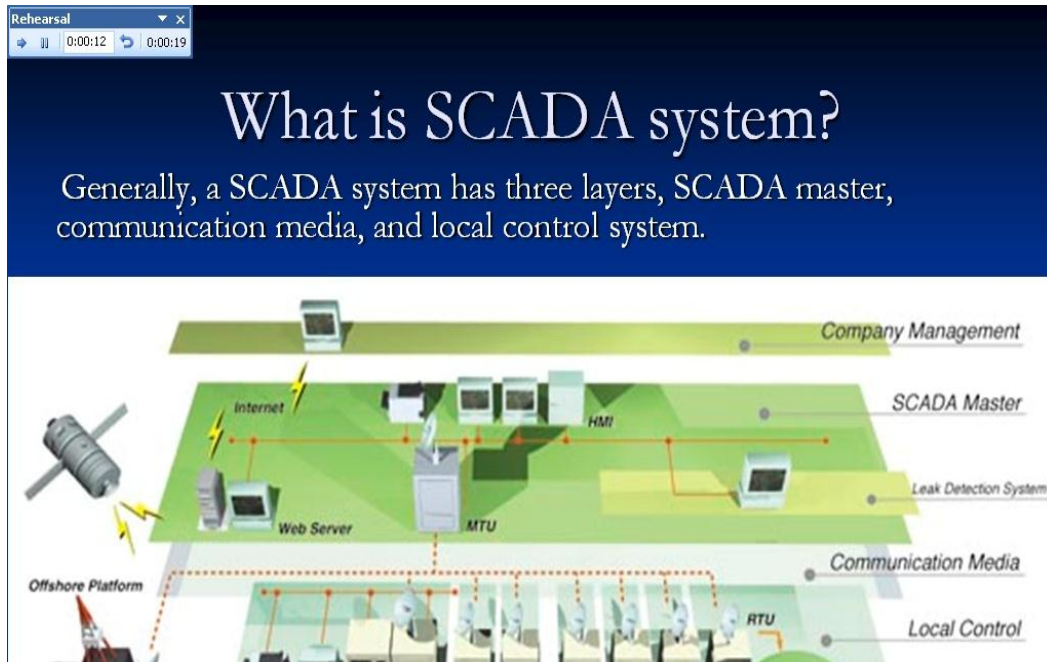 Rehearsal
0:00:12 0:00:19
What is SCADA system?
Generally, a SCADA system has three layers, SCADA master,
communication media, and local control system.
Company Management
SCADA Master
Internet
HMI
Leak Detection System
Web Server
MTU
Communication Media
Offshore Platform
RTU
Local Control